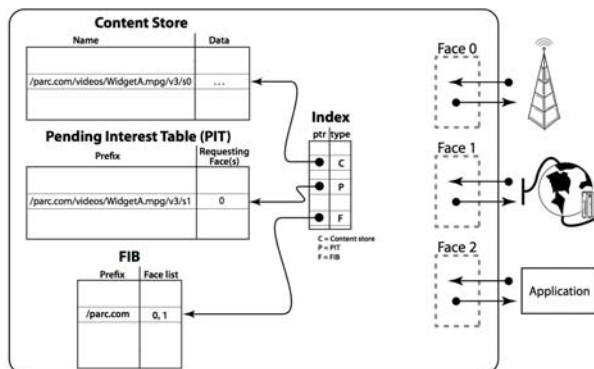 Content Store
Name Data
/parc.com/videos/WidgetA.mpg/v3/s0 ...
Pending Interest Table (PIT)
Prefix Requesting Face(s)
/parc.com/videos/WidgetA.mpg/v3/s1 0
FIB
Prefix Face list
/parc.com 0, 1
Index
ptr type
C
P
F
C = Content store
P = PIT
F = FIB
Face 0
Face 1
Face 2
Application